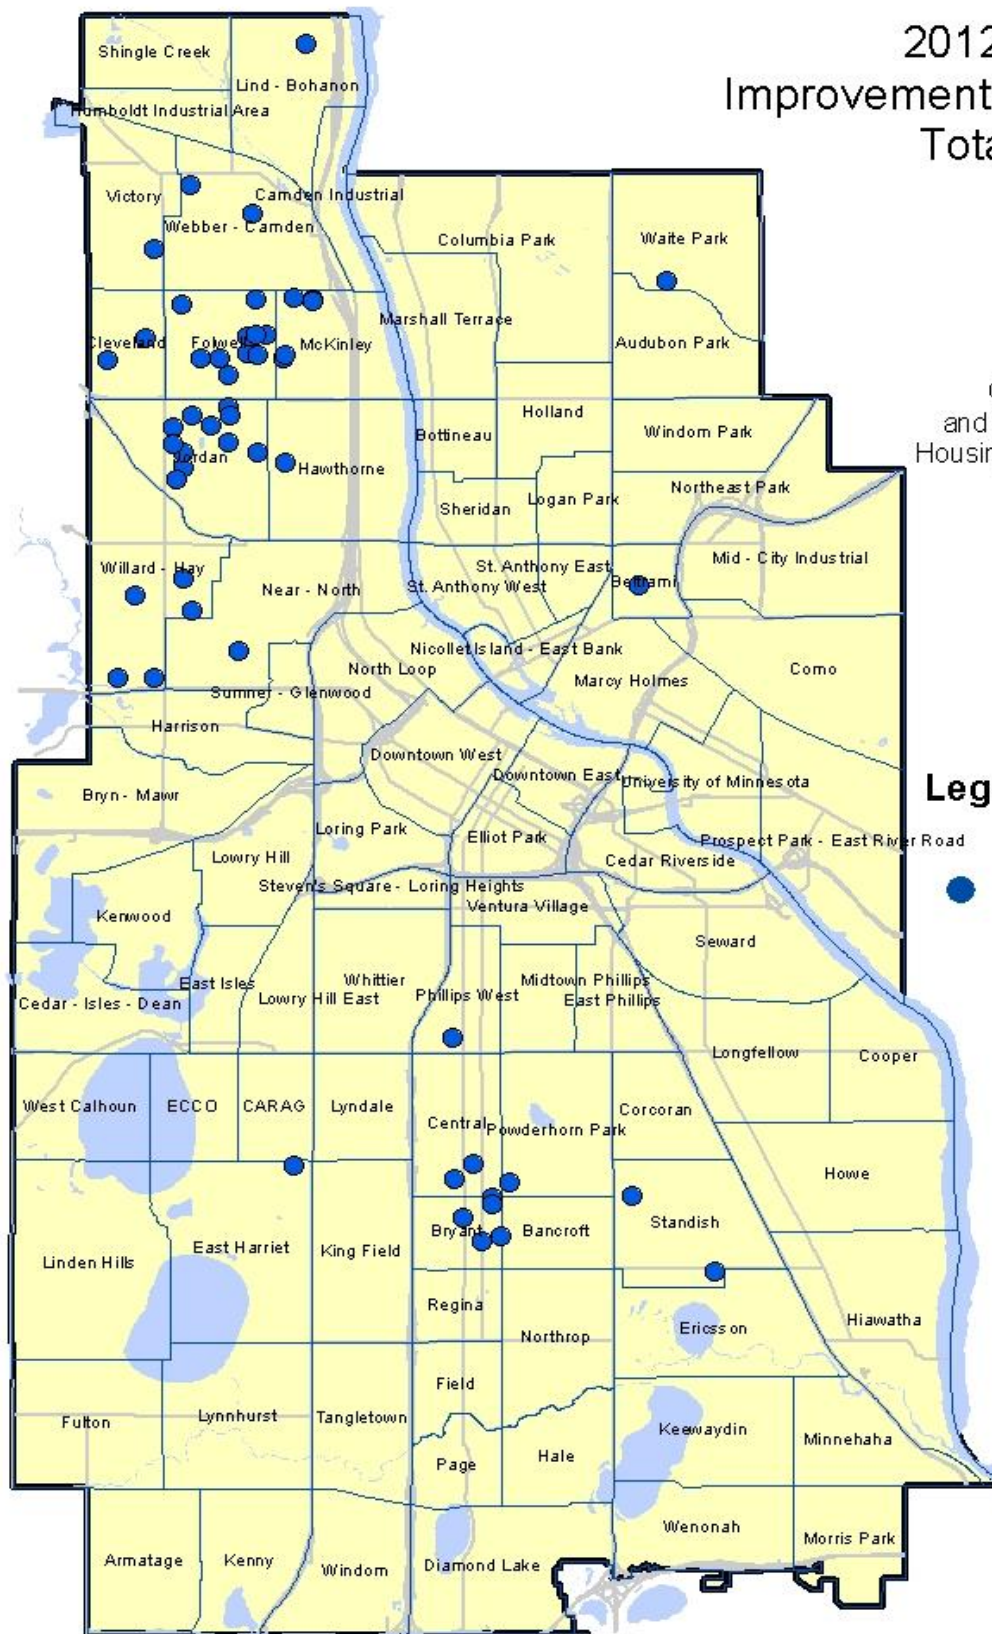 2012
Improvement
Tota
Shingle Creek
Lind - Bohanon
Humboldt Industrial Area
Victory
Camden Industrial
Webber - Camden
Columbia Park
Waite Park
Marshall Terrace
Cleveland
Folwell
McKinley
Audubon Park
Holland
Bottineau
Windom Park
and
Housin
Jordan
Hawthorne
Northeast Park
Logan Park
Sheridan
Mid - City Industrial
Willard - Hay
St. Anthony East
Near - North
St. Anthony West
Beltrami
Nicollet Island - East Bank
North Loop
Como
Marcy Holmes
Sumner - Glenwood
Harrison
Downtown West
Downtown East
University of Minnesota
Bryn - Mawr
Leg
Loring Park
Elliot Park
Prospect Park - East River Road
Lowry Hill
Cedar Riverside
Steven's Square - Loring Heights
Ventura Village
Kenwood
Seward
East Isles
Whittier
Midtown Phillips
Phillips West
East Phillips
Cedar - Isles - Dean
Lowry Hill East
Longfellow
Cooper
West Calhoun
ECCO
CARAG
Lyndale
Corcoran
Central
Powderhorn Park
Howe
Standish
Bryant
Bancroft
East Harriet
King Field
Linden Hills
Regina
Hiawatha
Ericsson
Northrop
Field
Fulton
Lynnhurst
Tangletown
Keewaydin
Minnehaha
Hale
Page
Wenonah
Morris Park
Armatage
Kenny
Windom
Diamond Lake